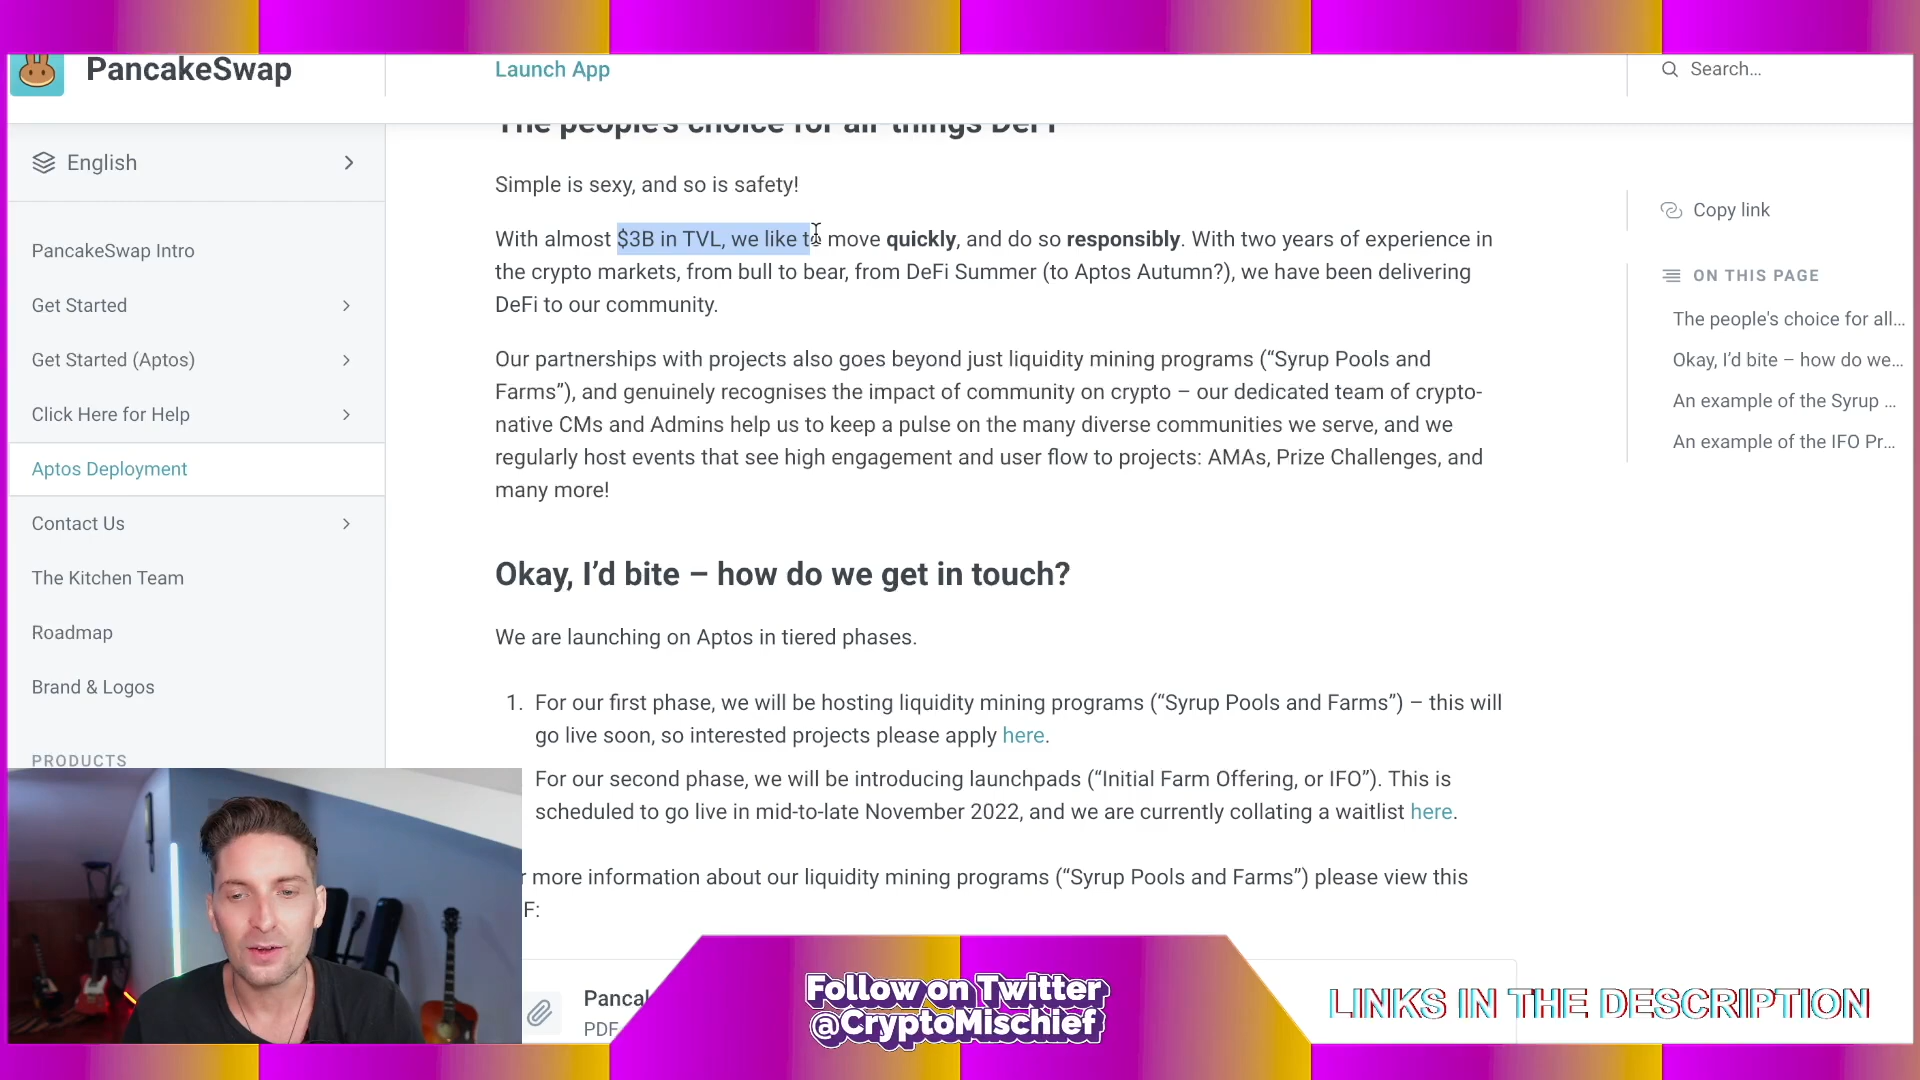 PancakeSwap
Launch App
Search...
English
PancakeSwap Intro
Get Started
Get Started (Aptos)
Click Here for Help
Aptos Deployment
Contact Us
The Kitchen Team
Roadmap
Brand & Logos
PRODUCTS
The people's choice for all things DeFi
Simple is sexy, and so is safety!
With almost $3B in TVL, we like to move quickly, and do so responsibly. With two years of experience in
the crypto markets, from bull to bear, from DeFi Summer (to Aptos Autumn?), we have been delivering
DeFi to our community.
Our partnerships with projects also goes beyond just liquidity mining programs (“Syrup Pools and
Farms”), and genuinely recognises the impact of community on crypto – our dedicated team of crypto-
native CMs and Admins help us to keep a pulse on the many diverse communities we serve, and we
regularly host events that see high engagement and user flow to projects: AMAs, Prize Challenges, and
many more!
Okay, I’d bite – how do we get in touch?
We are launching on Aptos in tiered phases.
1. For our first phase, we will be hosting liquidity mining programs (“Syrup Pools and Farms”) – this will
go live soon, so interested projects please apply here.
For our second phase, we will be introducing launchpads (“Initial Farm Offering, or IFO”). This is
scheduled to go live in mid-to-late November 2022, and we are currently collating a waitlist here.
r more information about our liquidity mining programs (“Syrup Pools and Farms”) please view this
F:
Pancal
PDF
Copy link
ON THIS PAGE
The people's choice for all...
Okay, I’d bite – how do we...
An example of the Syrup ...
An example of the IFO Pr...
Follow on Twitter
@CryptoMischief
LINKS IN THE DESCRIPTION